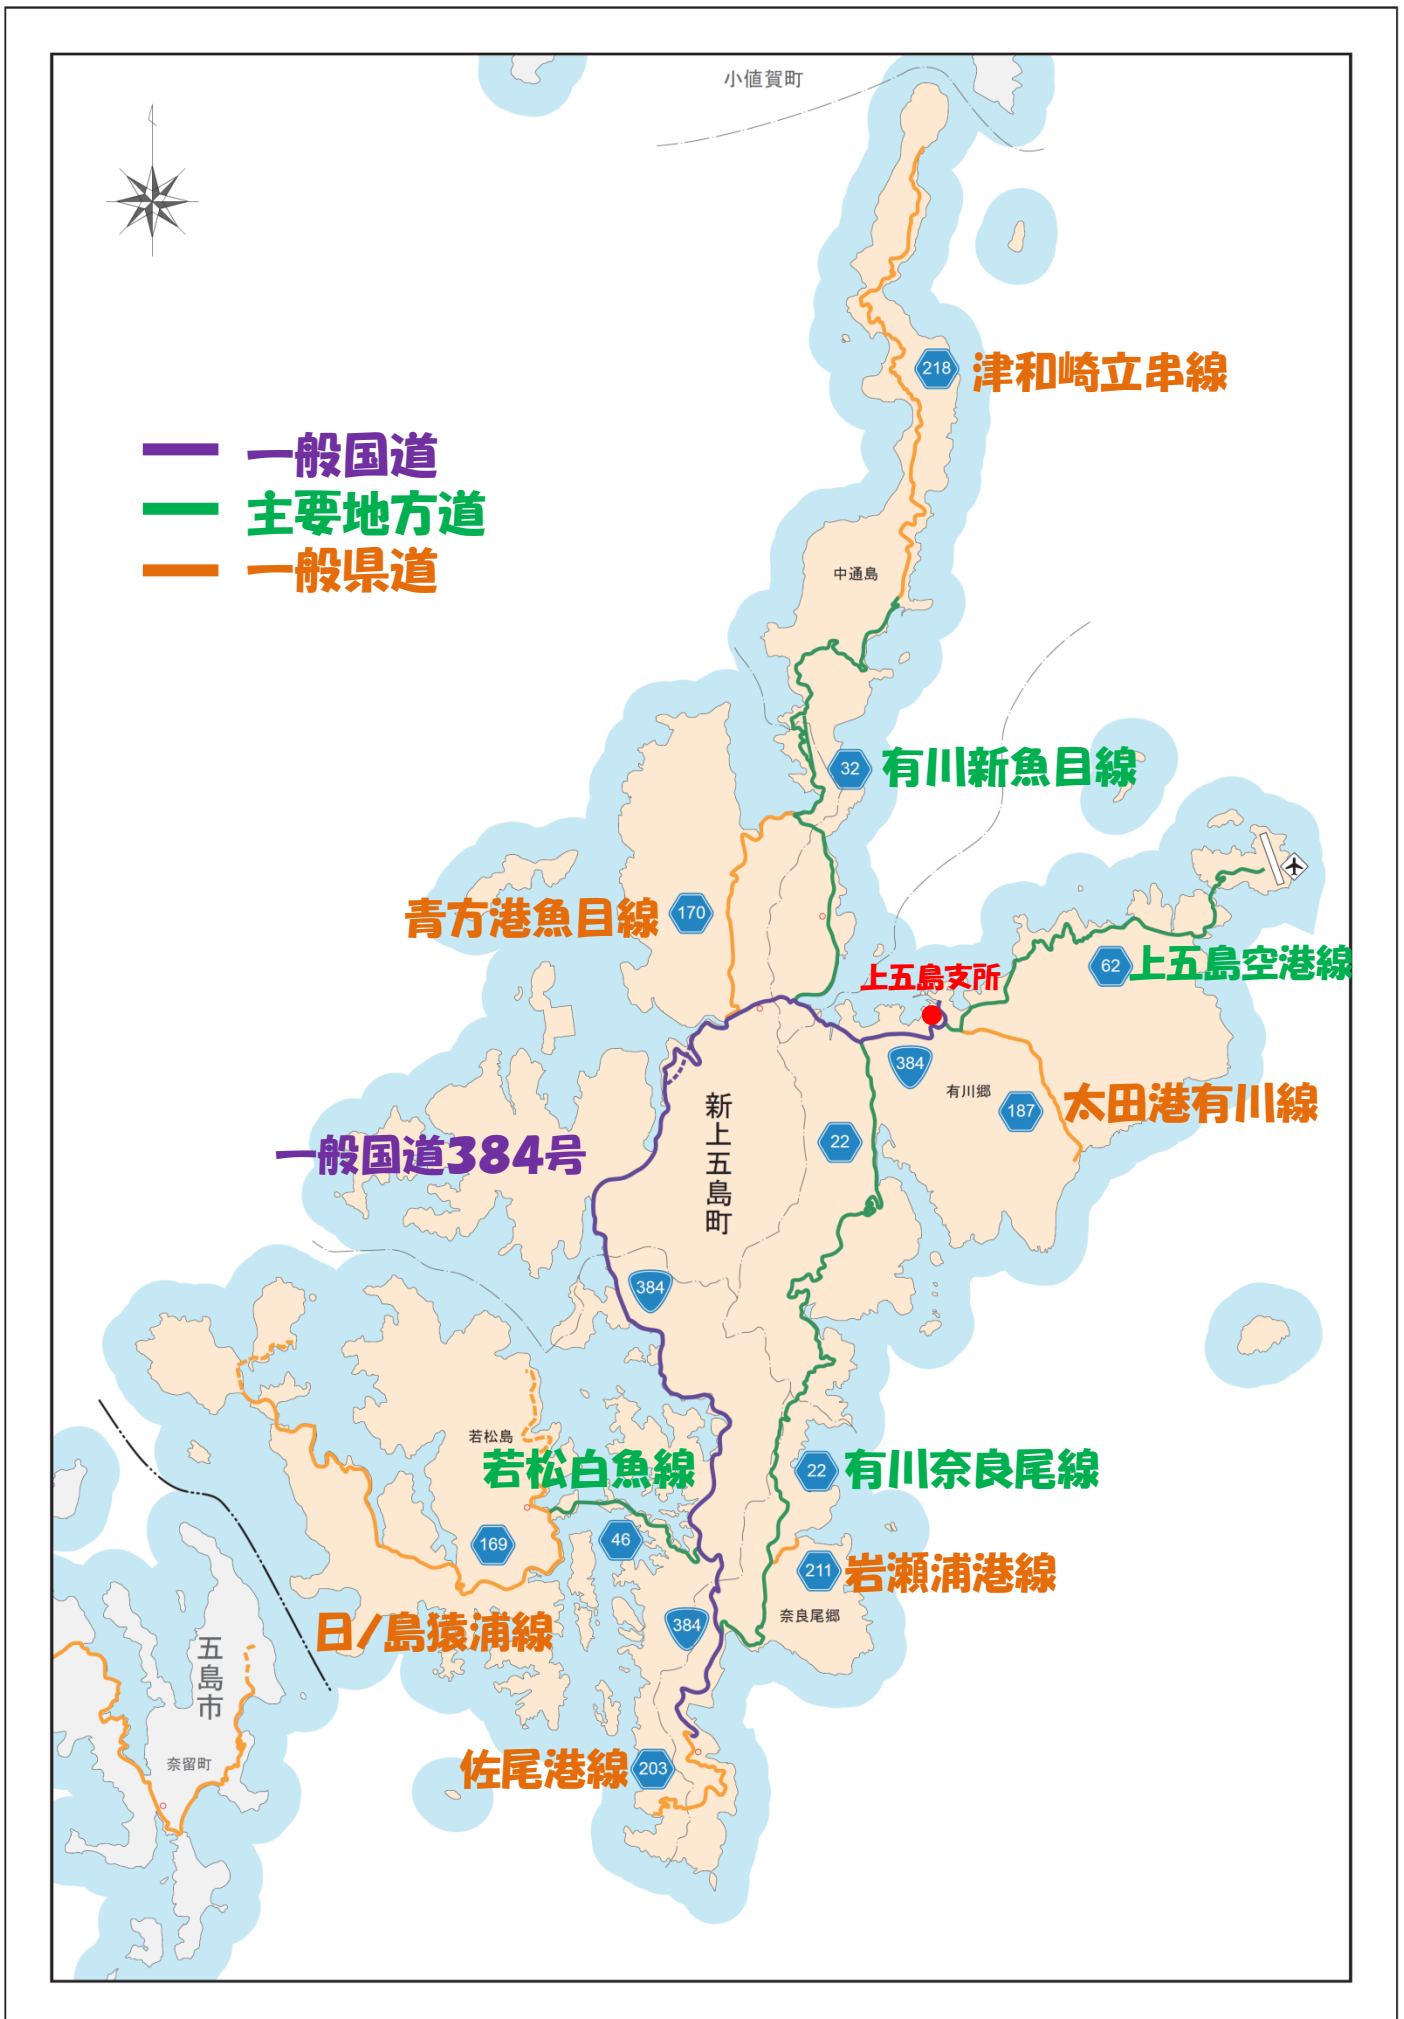 小値賀町
218
津和崎立串線
一般国道
主要地方道
一般県道
中通島
32
有川新魚目線
青方港魚目線
170
62
上五島空港線
上五島支所
384
有川郷
187
太田港有川線
新上五島町
22
一般国道384号
384
若松島
若松白魚線
22
有川奈良尾線
169
46
211
岩瀬浦港線
奈良尾郷
日ノ島猿浦線
384
五島市
奈留町
佐尾港線
203